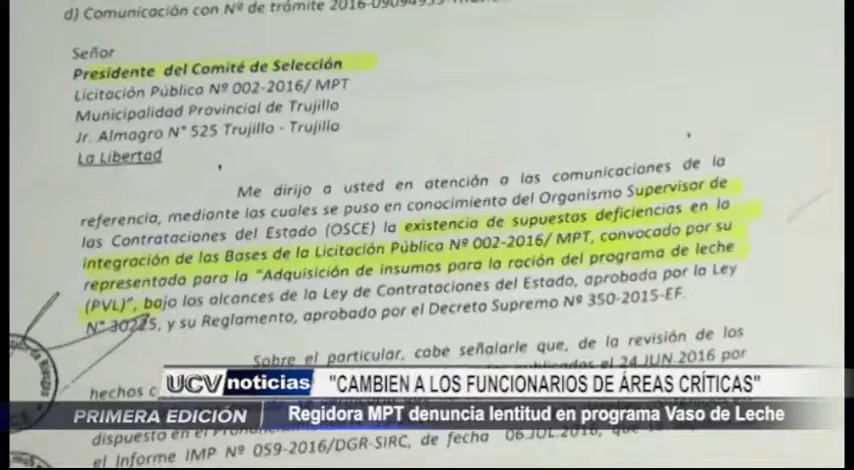 d) Comunicación con Nº de trámite 2016-
Señor
Presidente del Comité de Selección
Licitación Pública Nº 002-2016/ MPT
Municipalidad Provincial de Trujillo
Jr. Almagro N° 525 Trujillo - Trujillo
La Libertad
Me dirijo a usted en atención a las comunicaciones de la
referencia, mediante las cuales se puso en conocimiento del Organismo Supervisor de
las Contrataciones del Estado (OSCE) la existencia de supuestas deficiencias en la
integración de las Bases de la Licitación Pública Nº 002-2016/ MPT, convocado por su
representada para la "Adquisición de insumos para la ración del programa de leche
(PVL)", bajo los alcances de la Ley de Contrataciones del Estado, aprobada por la Ley
N° 30225, y su Reglamento, aprobado por el Decreto Supremo Nº 350-2015-EF.
Sobre el particular, cabe señalarle que, de la revisión de los
hechos
el 24 JUN.2016 por
UCV noticias "CAMBIEN A LOS FUNCIONARIOS DE ÁREAS CRÍTICAS"
PRIMERA EDICIÓN Regidora MPT denuncia lentitud en programa Vaso de Leche
dispuesto en el
el Informe IMP Nº 059-2016/DGR-SIRC, de fecha 06.JUL.2016, que